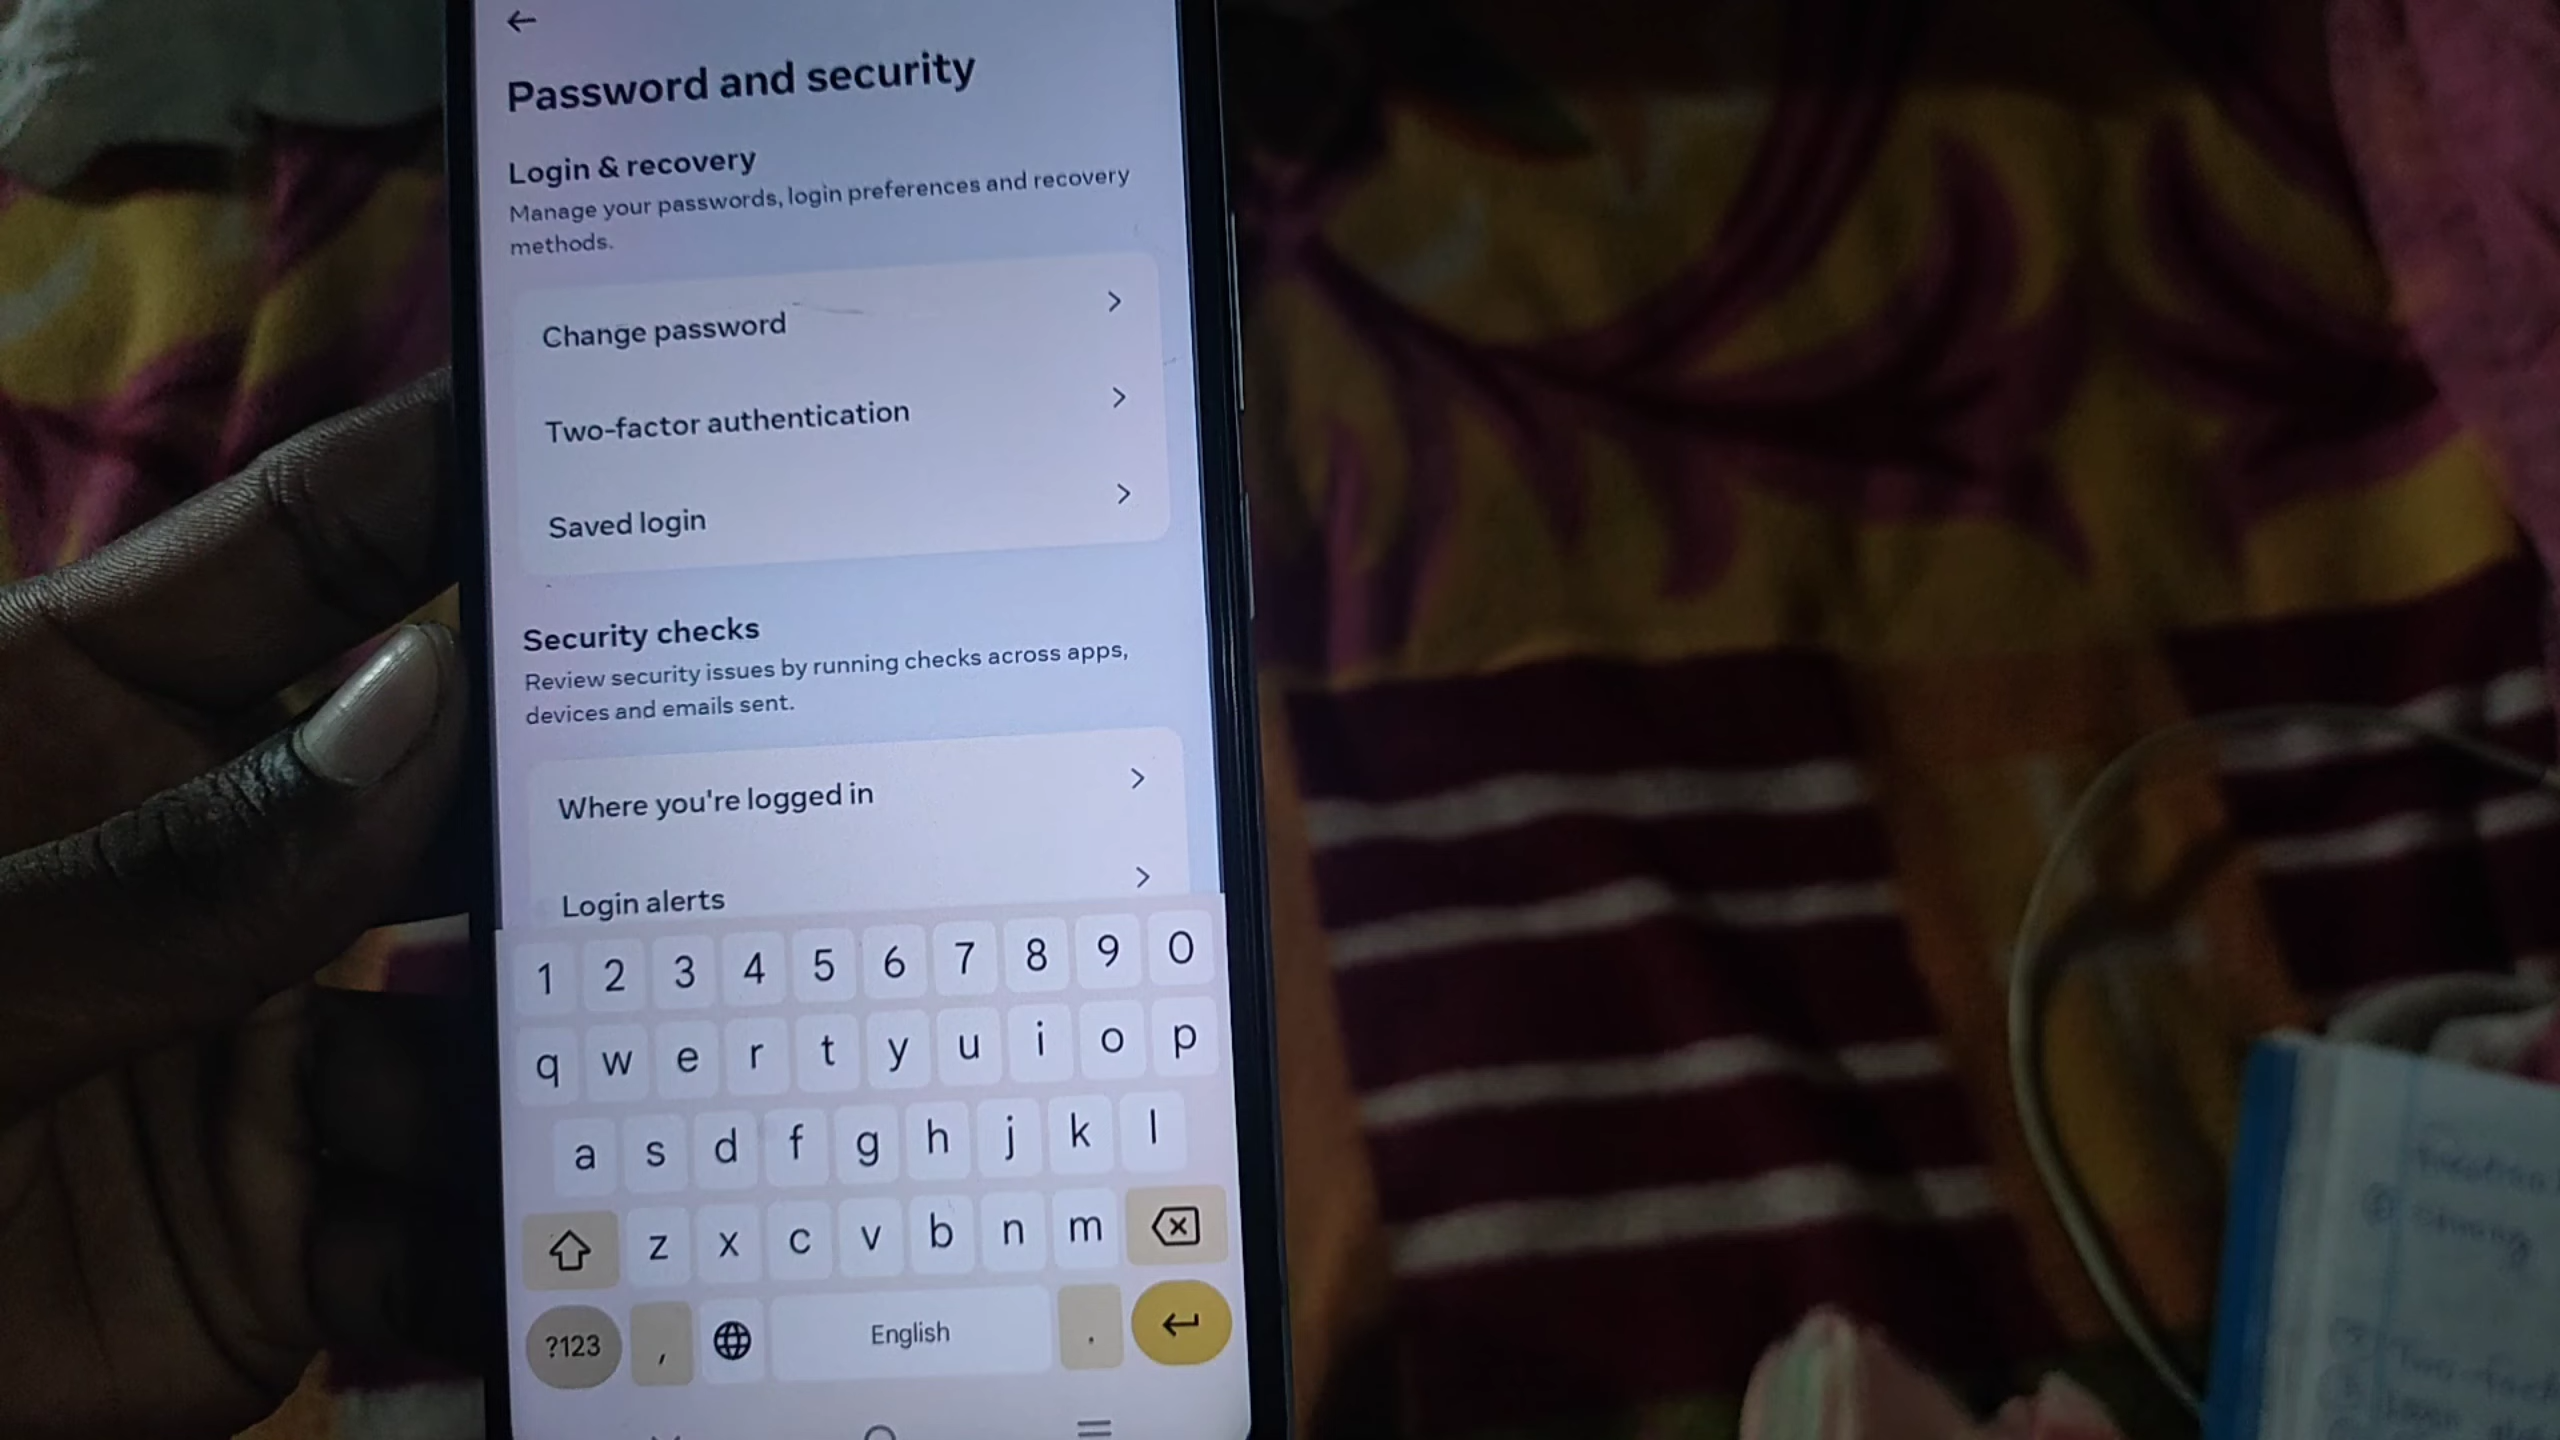 Password and security
Login & recovery
Manage your passwords, login preferences and recovery
methods.
Change password
Two-factor authentication
Saved login
Security checks
Review security issues by running checks across apps,
devices and emails sent.
Where you're logged in
Login alerts
1 2 3 4 5 6 7 8 9 0
q w e r t y u i o p
a s d f g h j k l
z x c v b n m
?123 , English .